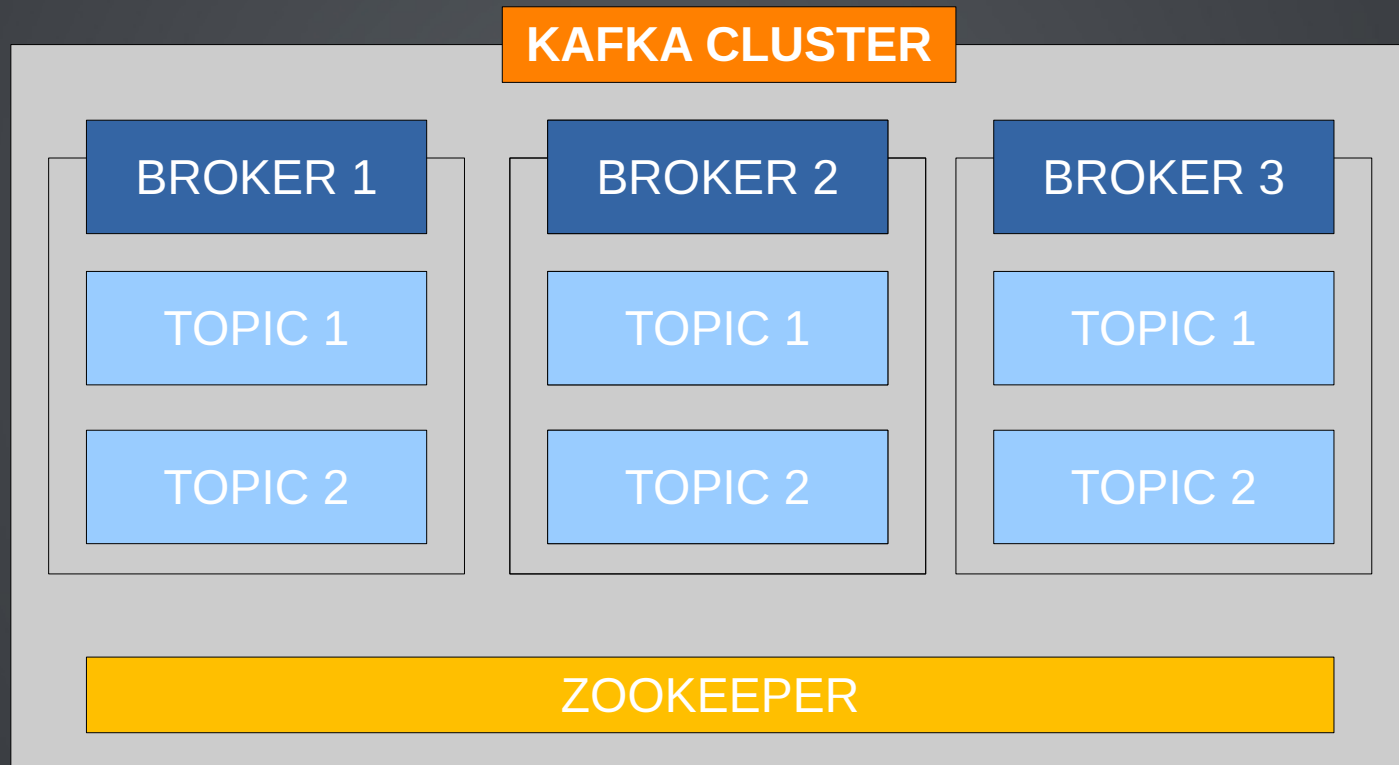 KAFKA CLUSTER
BROKER 1
BROKER 2
BROKER 3
TOPIC 1
TOPIC 1
TOPIC 1
TOPIC 2
TOPIC 2
TOPIC 2
ZOOKEEPER